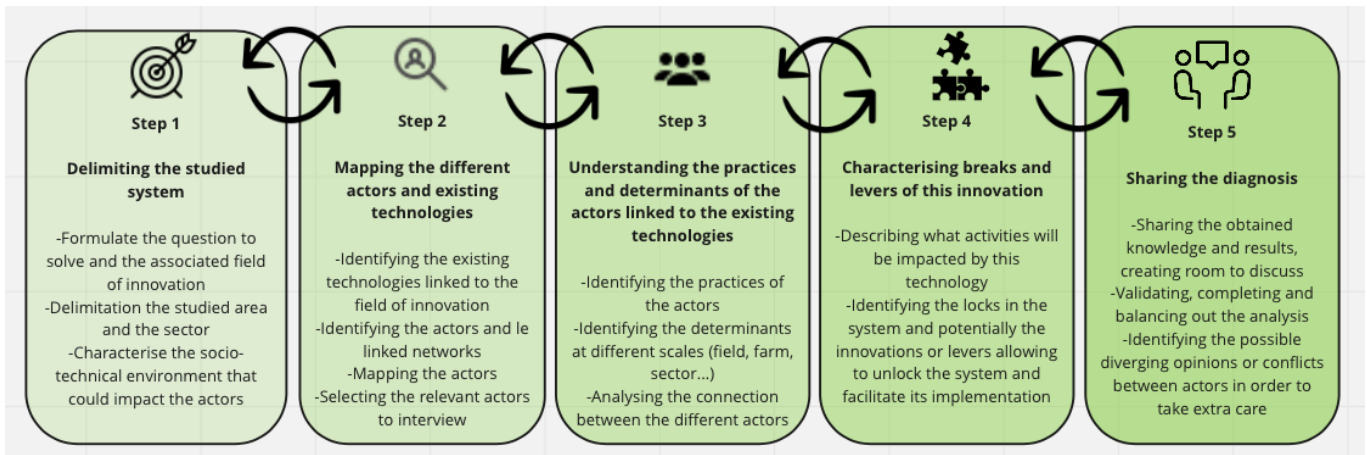 Step 1
Delimiting the studied
system
-Formulate the question to
solve and the associated field
of innovation
-Delimitation the studied area
and the sector
-Characterise the socio-
technical environment that
could impact the actors
Step 2
Mapping the different
actors and existing
technologies
-Identifying the existing
technologies linked to the
field of innovation
-Identifying the actors and le
linked networks
-Mapping the actors
-Selecting the relevant actors
to interview
Step 3
Understanding the practices
and determinants of the
actors linked to the existing
technologies
-Identifying the practices of
the actors
-Identifying the determinants
at different scales (field, farm,
sector...)
-Analysing the connection
between the different actors
Step 4
Characterising breaks and
levers of this innovation
-Describing what activities will
be impacted by this
technology
-Identifying the locks in the
system and potentially the
innovations or levers allowing
to unlock the system and
facilitate its implementation
Step 5
Sharing the diagnosis
-Sharing the obtained
knowledge and results,
creating room to discuss
-Validating, completing and
balancing out the analysis
-Identifying the possible
diverging opinions or conflicts
between actors in order to
take extra care